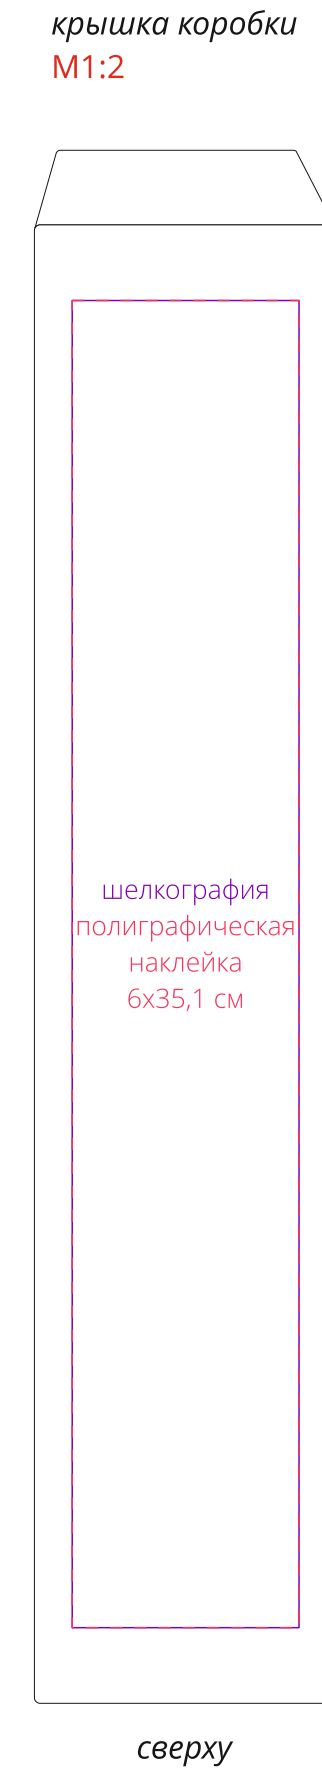 крышка коробки
М1:2
шелкография
полиграфическая
наклейка
6х35,1 см
сверху